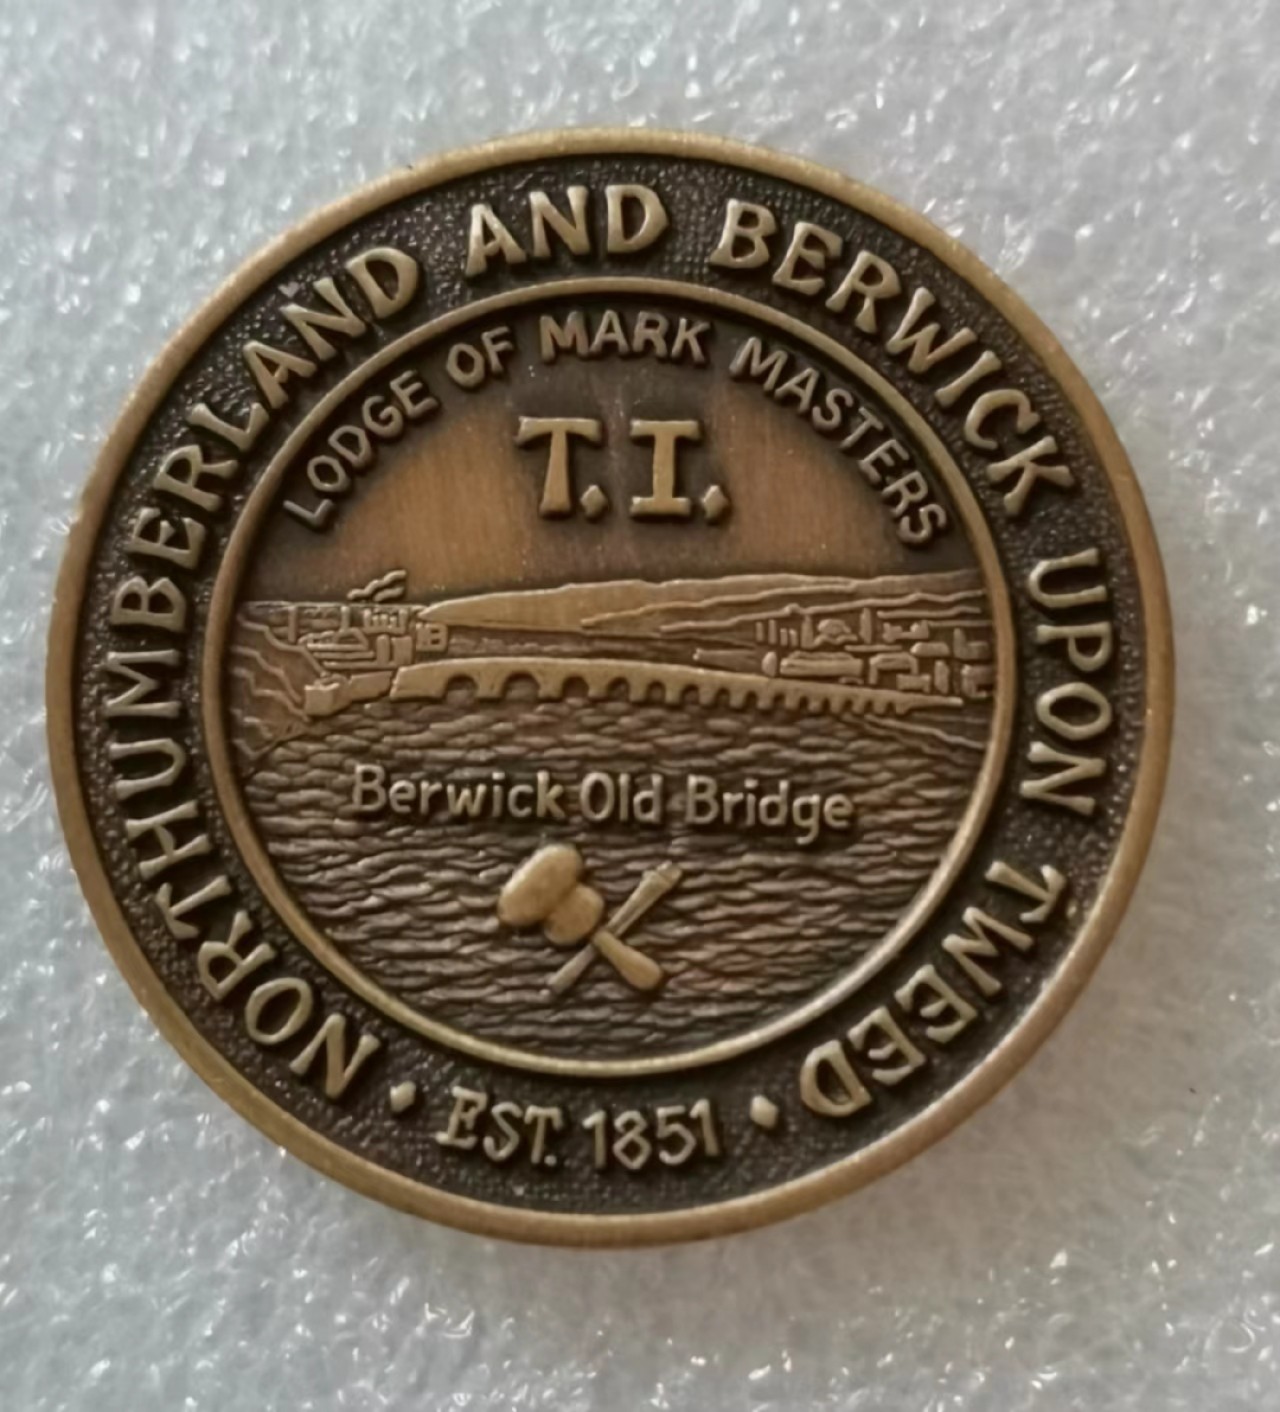 NORTHUMBERLAND AND BERWICK UPON TWEED
LODGE OF MARK MASTERS
T.I.
Berwick Old Bridge
• EST. 1851 •